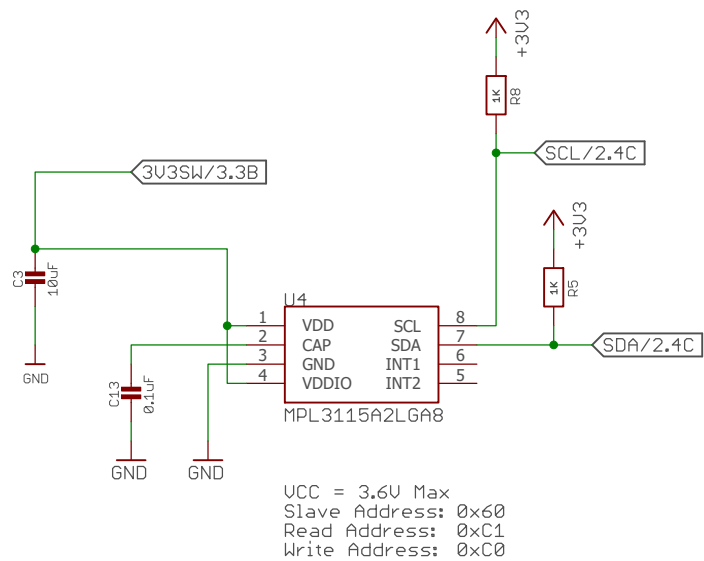 +3V3
1K
R8
SCL/2.4C
3V3SW/3.3B
+3V3
C3
10uF
1K
R5
U4
GND
1 VDD SCL 8
2 CAP SDA 7
3 GND INT1 6
4 VDDIO INT2 5
SDA/2.4C
C13
0.1uF
MPL3115A2LGA8
GND
GND
VCC = 3.6V Max
Slave Address: 0x60
Read Address: 0xC1
Write Address: 0xC0